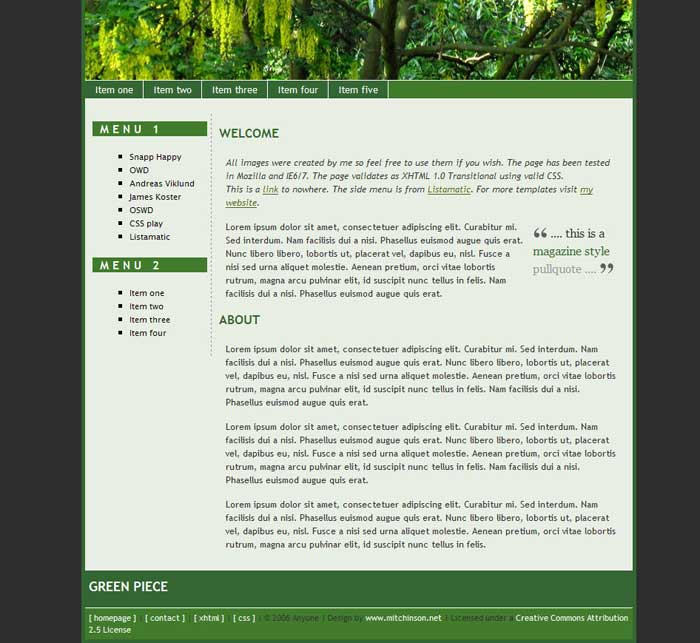 Item one Item two Item three Item four Item five
MENU 1
Snapp Happy
OWD
Andreas Viklund
James Koster
OSWD
CSS play
Listamatic
MENU 2
Item one
Item two
Item three
Item four
WELCOME
All images were created by me so feel free to use them if you wish. The page has been tested
in Mozilla and IE6/7. The page validates as XHTML 1.0 Transitional using valid CSS.
This is a link to nowhere. The side menu is from Listamatic. For more templates visit my
website.
Lorem ipsum dolor sit amet, consectetuer adipiscing elit. Curabitur mi.
Sed interdum. Nam facilisis dui a nisi. Phasellus euismod augue quis erat.
Nunc libero libero, lobortis ut, placerat vel, dapibus eu, nisl. Fusce a
nisi sed urna aliquet molestie. Aenean pretium, orci vitae lobortis
rutrum, magna arcu pulvinar elit, id suscipit nunc tellus in felis. Nam
facilisis dui a nisi. Phasellus euismod augue quis erat.
“ .... this is a
magazine style
pullquote .... ”
ABOUT
Lorem ipsum dolor sit amet, consectetuer adipiscing elit. Curabitur mi. Sed interdum. Nam
facilisis dui a nisi. Phasellus euismod augue quis erat. Nunc libero libero, lobortis ut, placerat
vel, dapibus eu, nisl. Fusce a nisi sed urna aliquet molestie. Aenean pretium, orci vitae lobortis
rutrum, magna arcu pulvinar elit, id suscipit nunc tellus in felis. Nam facilisis dui a nisi.
Phasellus euismod augue quis erat.
Lorem ipsum dolor sit amet, consectetuer adipiscing elit. Curabitur mi. Sed interdum. Nam
facilisis dui a nisi. Phasellus euismod augue quis erat. Nunc libero libero, lobortis ut, placerat
vel, dapibus eu, nisl. Fusce a nisi sed urna aliquet molestie. Aenean pretium, orci vitae lobortis
rutrum, magna arcu pulvinar elit, id suscipit nunc tellus in felis. Nam facilisis dui a nisi.
Phasellus euismod augue quis erat.
Lorem ipsum dolor sit amet, consectetuer adipiscing elit. Curabitur mi. Sed interdum. Nam
facilisis dui a nisi. Phasellus euismod augue quis erat. Nunc libero libero, lobortis ut, placerat
vel, dapibus eu, nisl. Fusce a nisi sed urna aliquet molestie. Aenean pretium, orci vitae lobortis
rutrum, magna arcu pulvinar elit, id suscipit nunc tellus in felis.
GREEN PIECE
[ homepage ] | [ contact ] | [ xhtml ] | [ css ] | © 2006 Anyone | Design by www.mitchinson.net | Licensed under a Creative Commons Attribution
2.5 License